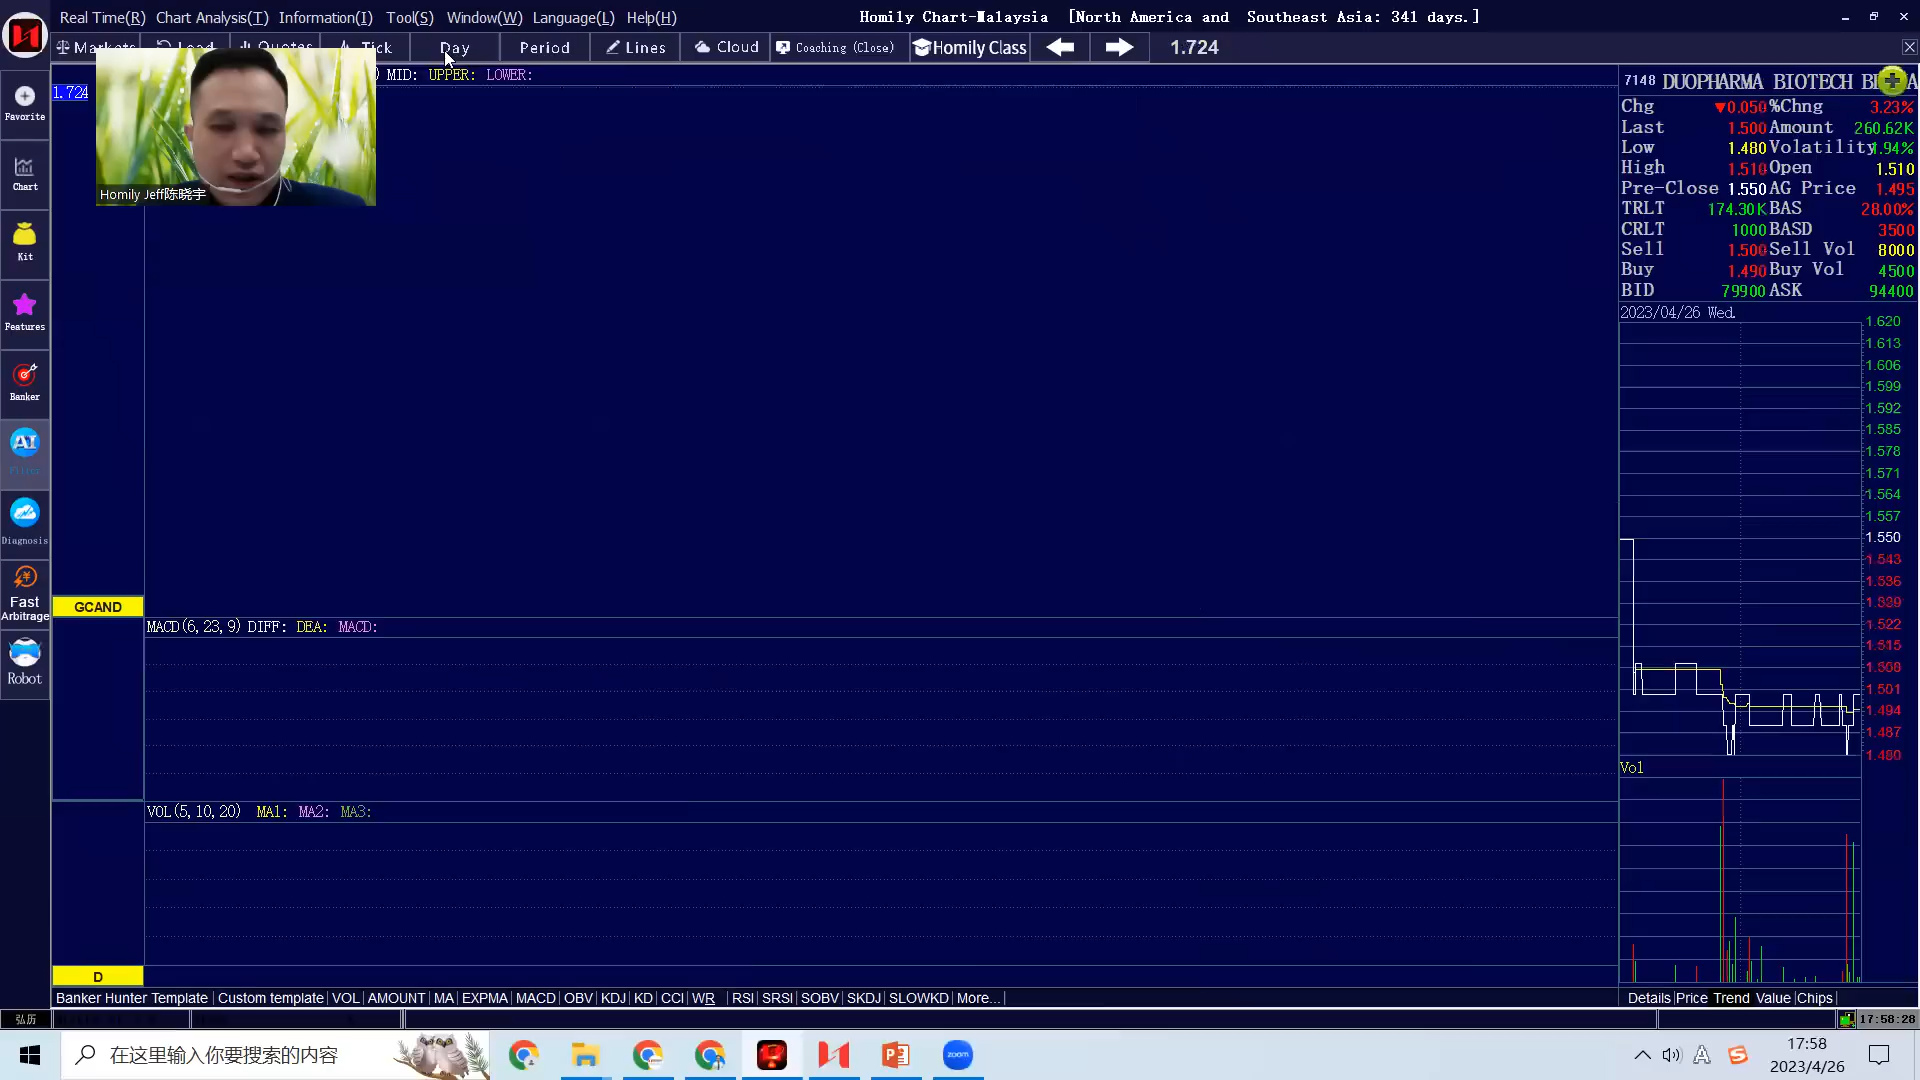 Real Time(R) Chart Analysis(T) Information(I) Tool(S) Window(W) Language(L) Help(H)
Homily Chart-Malaysia [North America and Southeast Asia: 341 days.]
Markets Load Quotes Tick Day Period Lines Cloud Coaching (Close) Homily Class 1.724
) MID: UPPER: LOWER:
1.724
Homily Jeff陈晓宇
Favorite
Chart
Kit
Features
Banker
AI
Filter
Diagnosis
Fast
Arbitrage
Robot
弘历
GCAND
MACD(6,23,9) DIFF: DEA: MACD:
VOL(5,10,20) MA1: MA2: MA3:
D
Banker Hunter Template Custom template VOL AMOUNT MA EXPMA MACD OBV KDJ KD CCI WR RSI SRSI SOBV SKDJ SLOWKD More...
7148 DUOPHARMA BIOTECH
Chg ▼0.050 %Chng 3.23%
Last 1.500 Amount 260.62K
Low 1.480 Volatility 1.94%
High 1.510 Open 1.510
Pre-Close 1.550 AG Price 1.495
TRLT 174.30K BAS 28.00%
CRLT 1000 BASD 3500
Sell 1.500 Sell Vol 8000
Buy 1.490 Buy Vol 4500
BID 79900 ASK 94400
2023/04/26 Wed.
1.620
1.613
1.606
1.599
1.592
1.585
1.578
1.571
1.564
1.557
1.550
1.543
1.536
1.529
1.522
1.515
1.508
1.501
1.494
1.487
1.480
Vol
Details Price Trend Value Chips
17:58:28
在这里输入你要搜索的内容
zoom
A
17:58
2023/4/26